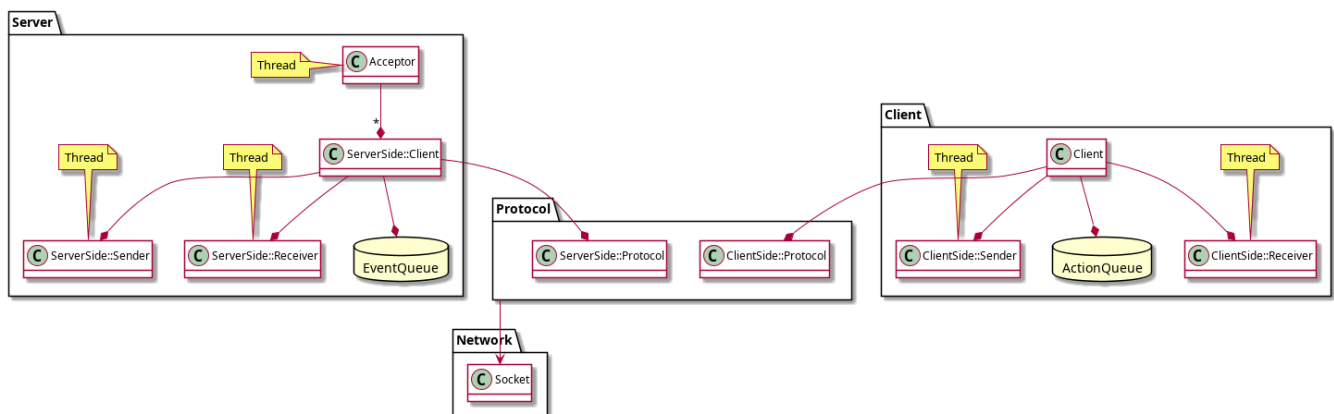 Server
Thread
C Acceptor
*
Client
Thread
Thread
C ServerSide::Client
Thread
C Client
Thread
Protocol
C ServerSide::Sender
C ServerSide::Receiver
EventQueue
C ServerSide::Protocol
C ClientSide::Protocol
C ClientSide::Sender
ActionQueue
C ClientSide::Receiver
Network
C Socket